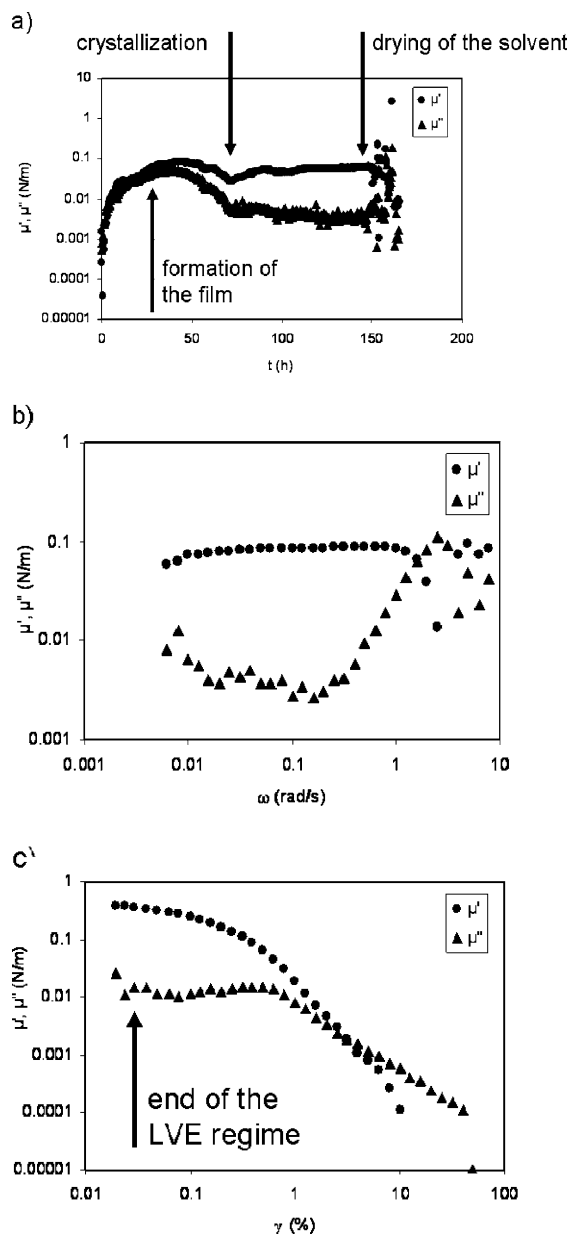 a)
crystallization
drying of the solvent
10
1
0.1
0.01
0.001
0.0001
0.00001
μ', μ" (N/m)
μ'
μ"
formation of
the film
0
50
100
150
200
t (h)
b)
1
0.1
0.01
0.001
μ', μ" (N/m)
μ'
μ"
0.001
0.01
0.1
1
10
ω (rad/s)
c)
1
0.1
0.01
0.001
0.0001
0.00001
μ', μ" (N/m)
μ'
μ"
end of the
LVE regime
0.01
0.1
1
10
100
γ (%)